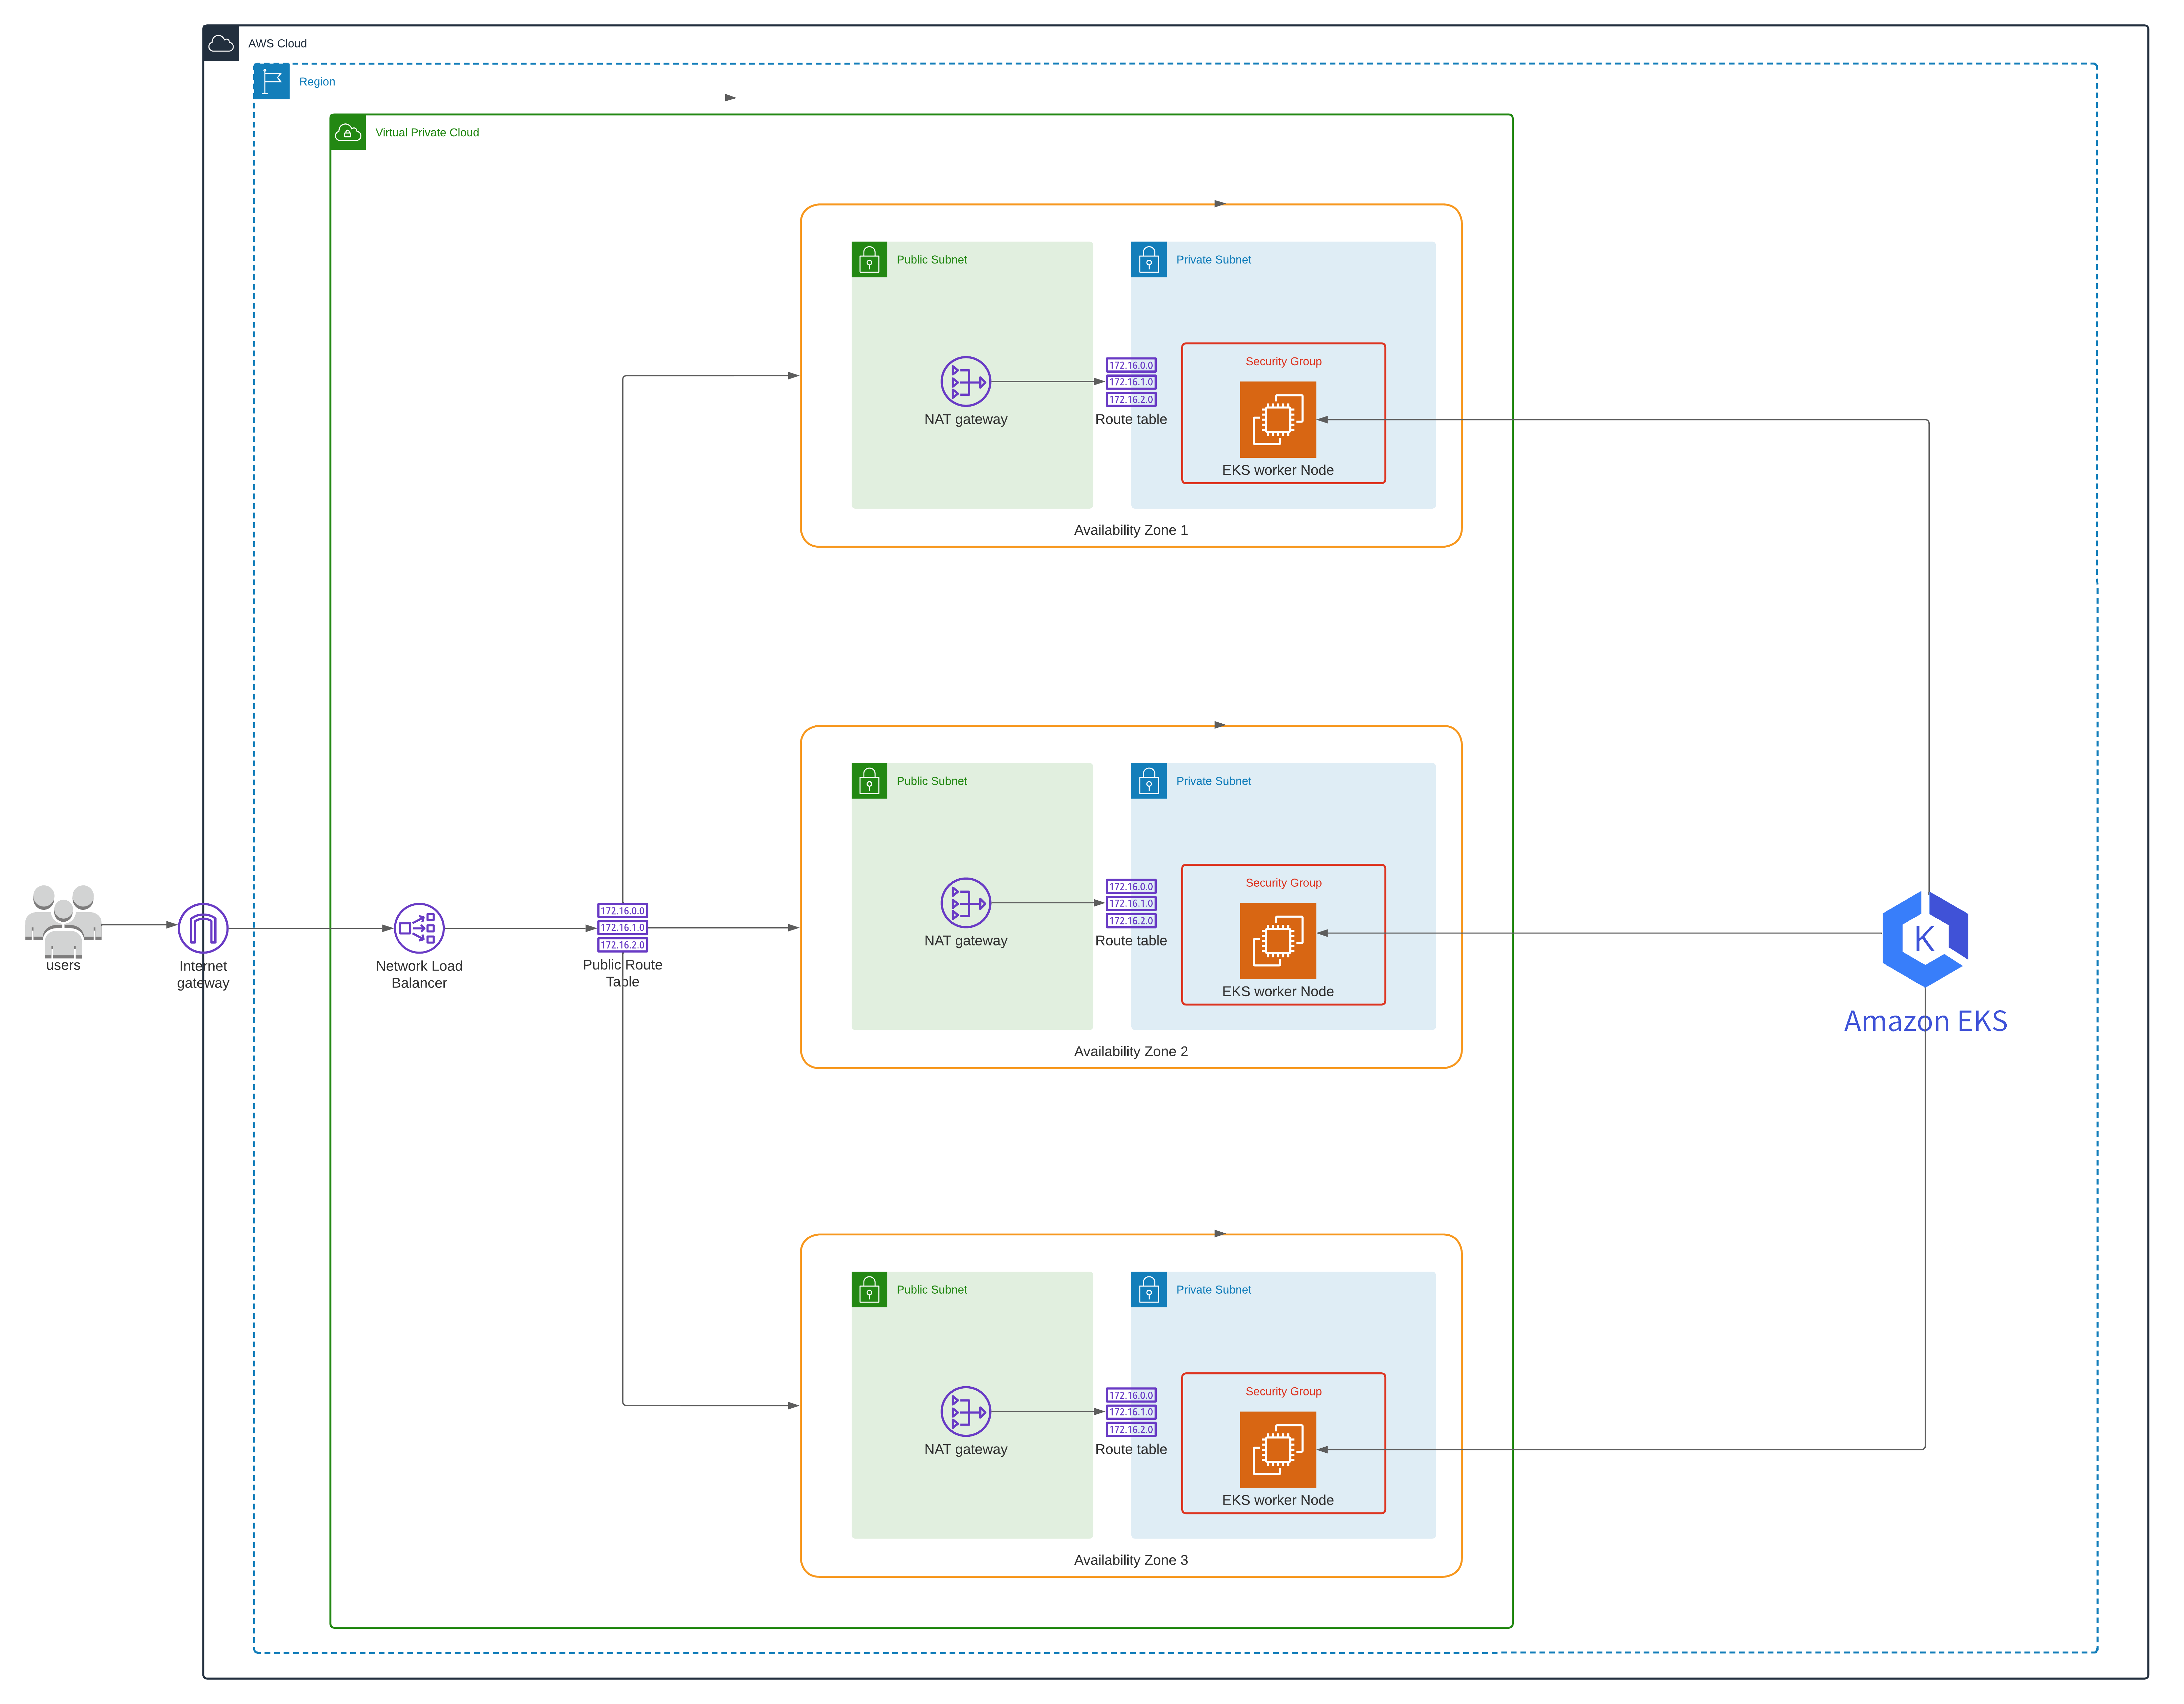 AWS Cloud
Region
Virtual Private Cloud
Public Subnet
Private Subnet
Security Group
172.16.0.0
172.16.1.0
172.16.2.0
NAT gateway
Route table
EKS worker Node
Availability Zone 1
Public Subnet
Private Subnet
Security Group
172.16.0.0
172.16.1.0
172.16.2.0
NAT gateway
Route table
EKS worker Node
Availability Zone 2
users
Internet
gateway
Network Load
Balancer
172.16.0.0
172.16.1.0
172.16.2.0
Public Route
Table
K
Amazon EKS
Public Subnet
Private Subnet
Security Group
172.16.0.0
172.16.1.0
172.16.2.0
NAT gateway
Route table
EKS worker Node
Availability Zone 3